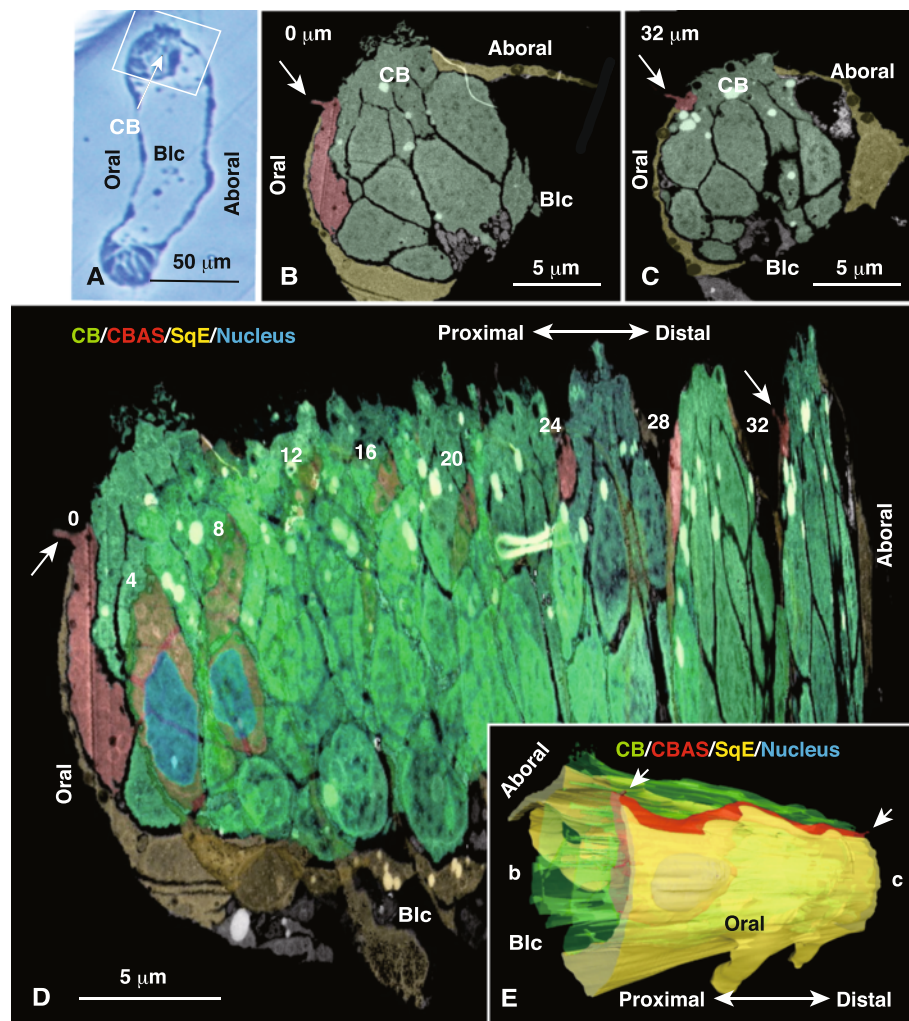 0 μm
Aboral
CB
Oral
Blc
B
5 μm
32 μm
Aboral
CB
Oral
Blc
C
5 μm
CB
Oral
Blc
Aboral
A
50 μm
CB/CBAS/SqE/Nucleus
Proximal
Distal
0
4
8
12
16
20
24
28
32
Oral
Aboral
Blc
5 μm
D
CB/CBAS/SqE/Nucleus
Aboral
b
c
Blc
Oral
E
Proximal
Distal